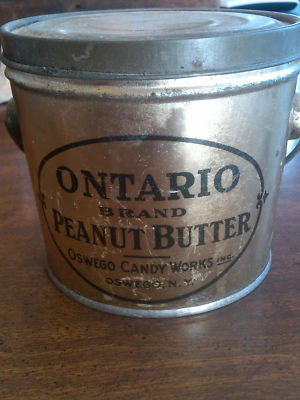 ONTARIO
BRAND
PEANUT BUTTER
OSWEGO CANDY WORKS INC.
OSWEGO, N.Y.